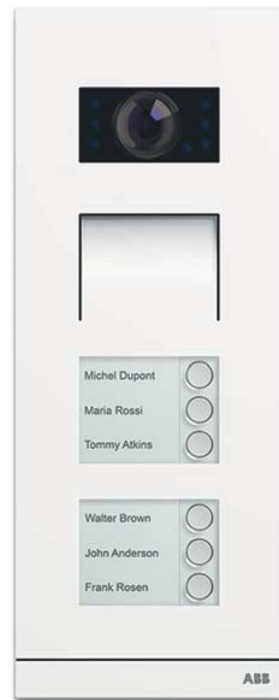 Michel Dupont
Maria Rossi
Tommy Atkins
Walter Brown
John Anderson
Frank Rosen
ABB